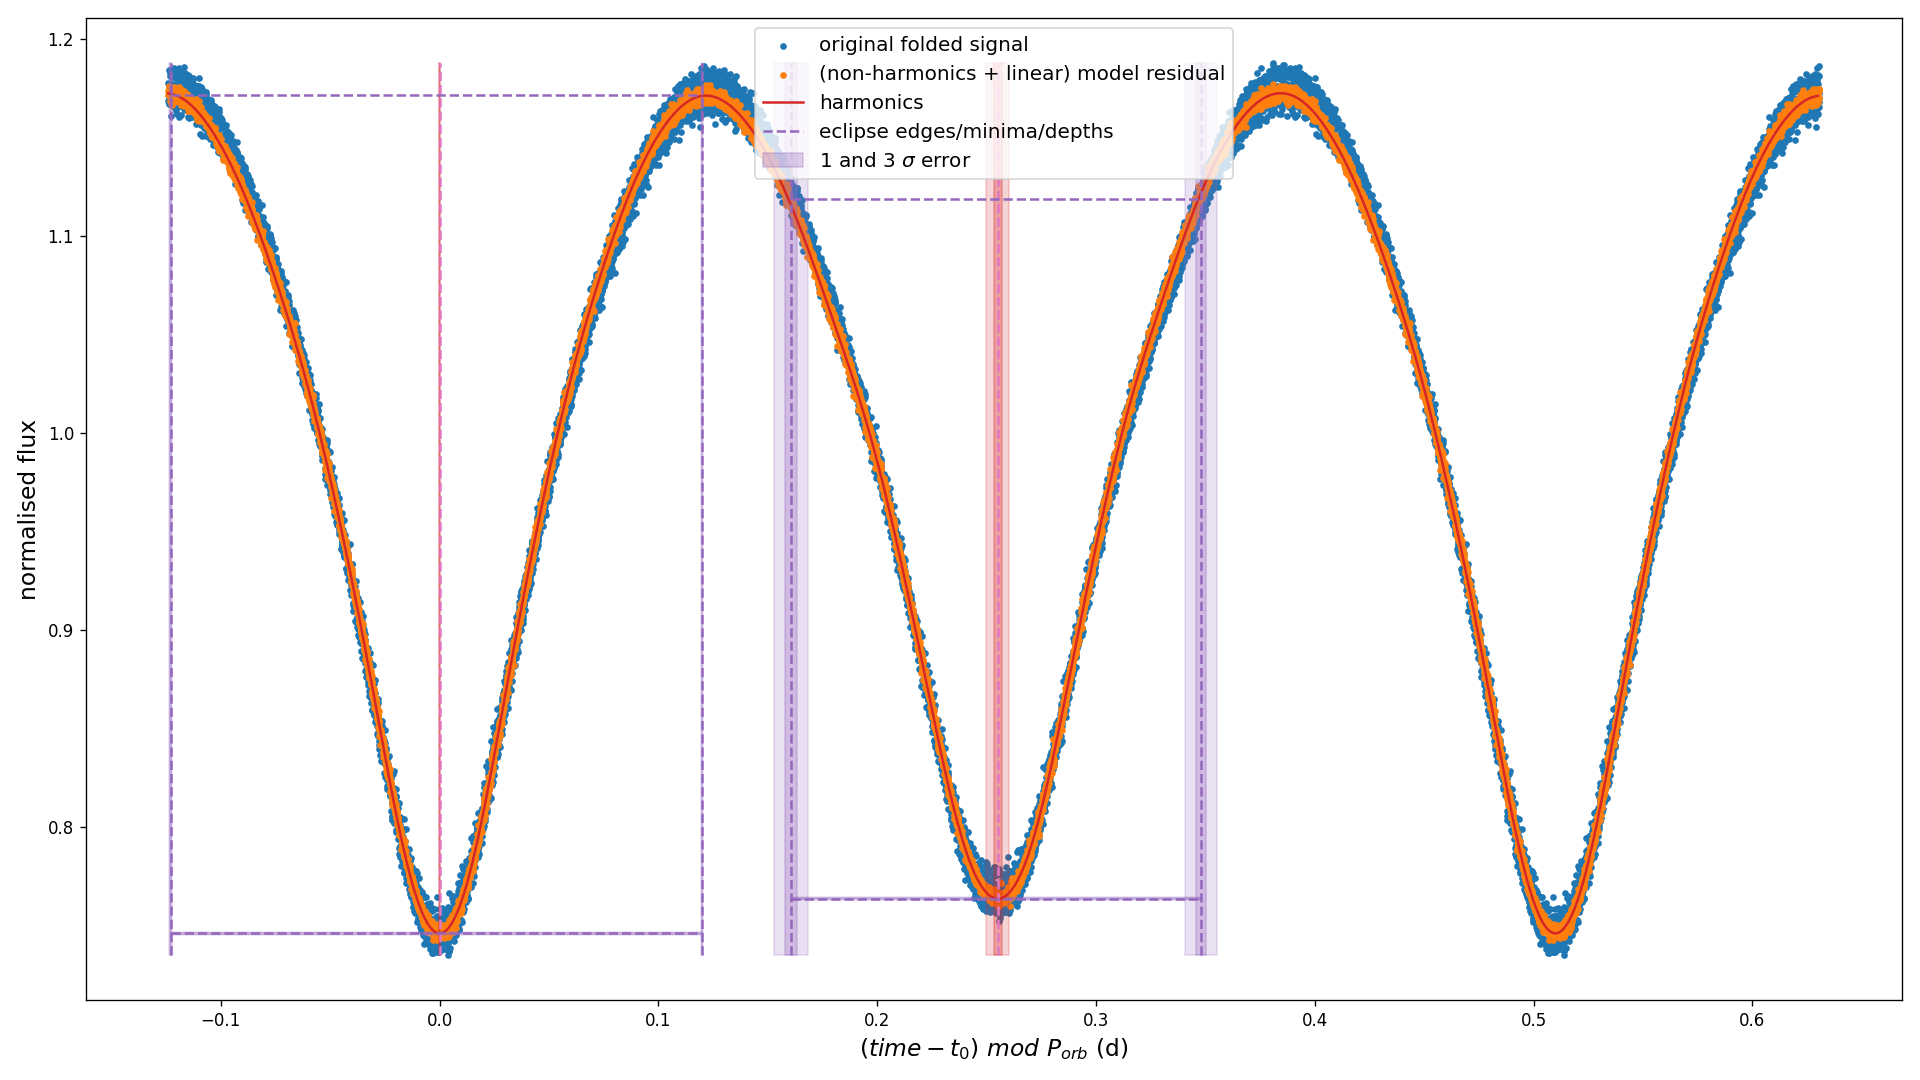 original folded signal
(non-harmonics + linear) model residual
harmonics
eclipse edges/minima/depths
1 and 3 σ error
normalised flux
1.2
1.1
1.0
0.9
0.8
−0.1 0.0 0.1 0.2 0.3 0.4 0.5 0.6
(time − t₀) mod Pₒᵣb (d)